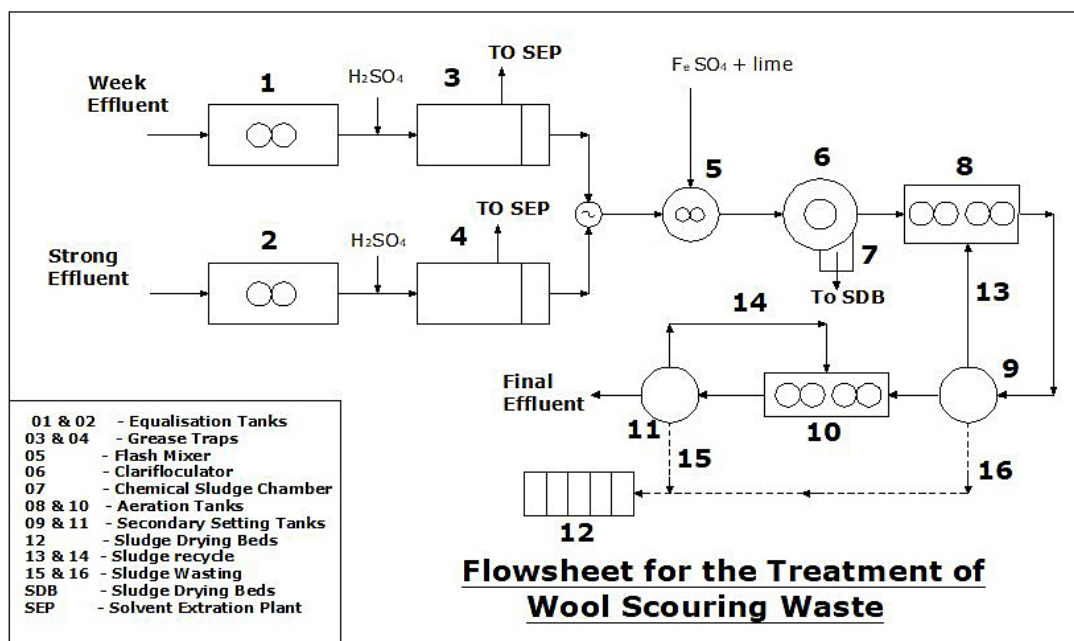 TO SEP
FeSO4 + lime
Week
Effluent
1
H2SO4
3
5
6
8
TO SEP
Strong
Effluent
2
H2SO4
4
7
To SDB
13
14
Final
Effluent
9
11
10
15
16
12
01 & 02 - Equalisation Tanks
03 & 04 - Grease Traps
05 - Flash Mixer
06 - Clarifloculator
07 - Chemical Sludge Chamber
08 & 10 - Aeration Tanks
09 & 11 - Secondary Setting Tanks
12 - Sludge Drying Beds
13 & 14 - Sludge recycle
15 & 16 - Sludge Wasting
SDB - Sludge Drying Beds
SEP - Solvent Extration Plant
Flowsheet for the Treatment of
Wool Scouring Waste